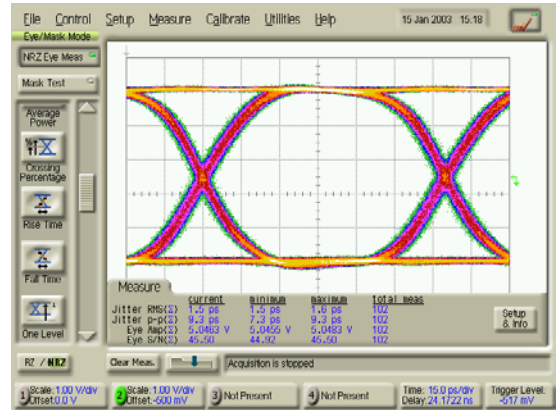 File Control Setup Measure Calibrate Utilities Help 15 Jan 2003 15:18
Eye/Mask Mode
NRZ Eye Meas
Mask Test
Average
Power
Crossing
Percentage
Rise Time
Fall Time
One Level
Measure
current minimum maximum total meas
Jitter RMS(Σ) 1.5 ps 1.5 ps 1.6 ps 102
Jitter p-p(Σ) 9.3 ps 7.3 ps 9.3 ps 102
Eye Amp(Σ) 5.0463 V 5.0455 V 5.0483 V 102
Eye S/N(Σ) 45.50 44.92 45.50 102
Setup
& Info
RZ / NRZ Clear Meas. Acquisition is stopped
1 Scale:1.00 V/div
Offset:0.0 V
2 Scale:1.00 V/div
Offset:-500 mV
3 Not Present
4 Not Present
Time: 15.0 ps/div
Delay:24.1722 ns
Trigger Level:
-517 mV